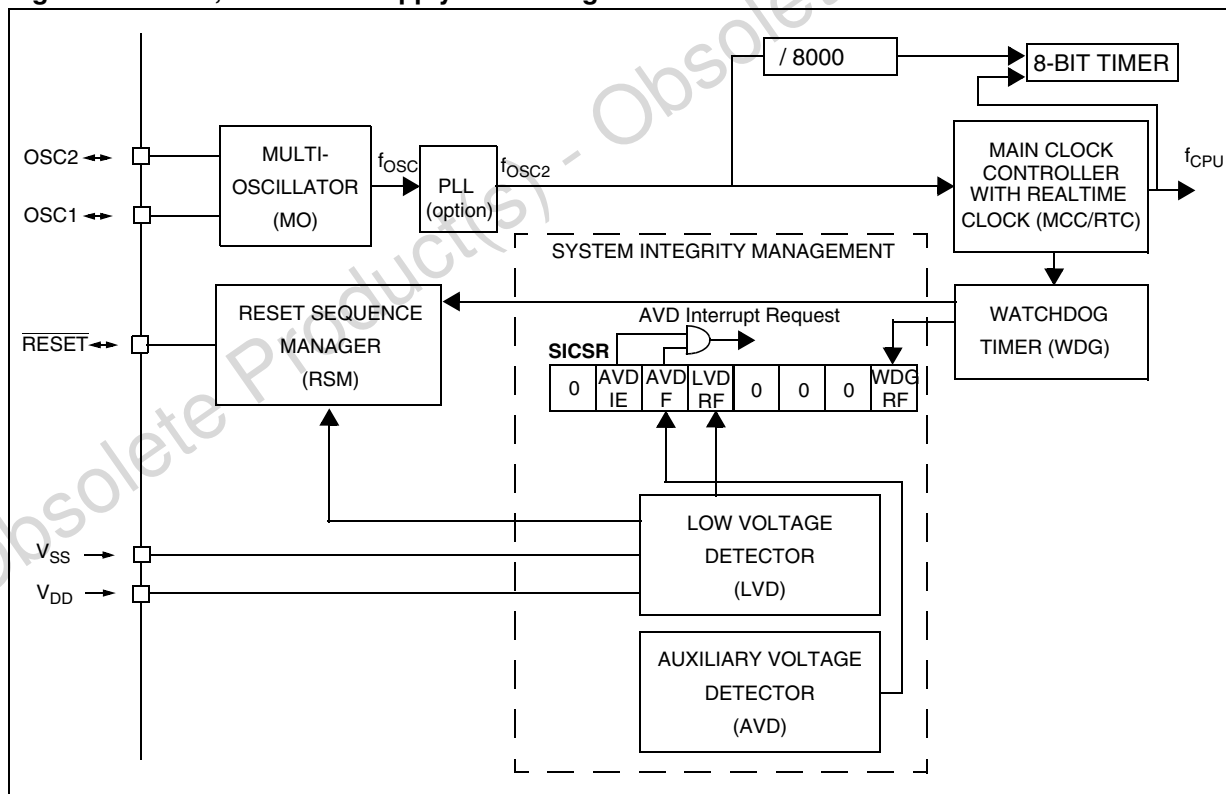 / 8000
8-BIT TIMER
OSC2
OSC1
MULTI-
OSCILLATOR
(MO)
fOSC
PLL
(option)
fOSC2
MAIN CLOCK
CONTROLLER
WITH REALTIME
CLOCK (MCC/RTC)
fCPU
SYSTEM INTEGRITY MANAGEMENT
RESET
RESET SEQUENCE
MANAGER
(RSM)
AVD Interrupt Request
WATCHDOG
TIMER (WDG)
SICSR
0 AVD IE AVD F LVD RF 0 0 0 WDG RF
LOW VOLTAGE
DETECTOR
(LVD)
VSS
VDD
AUXILIARY VOLTAGE
DETECTOR
(AVD)
Obsolete Product(s) - Obsolete